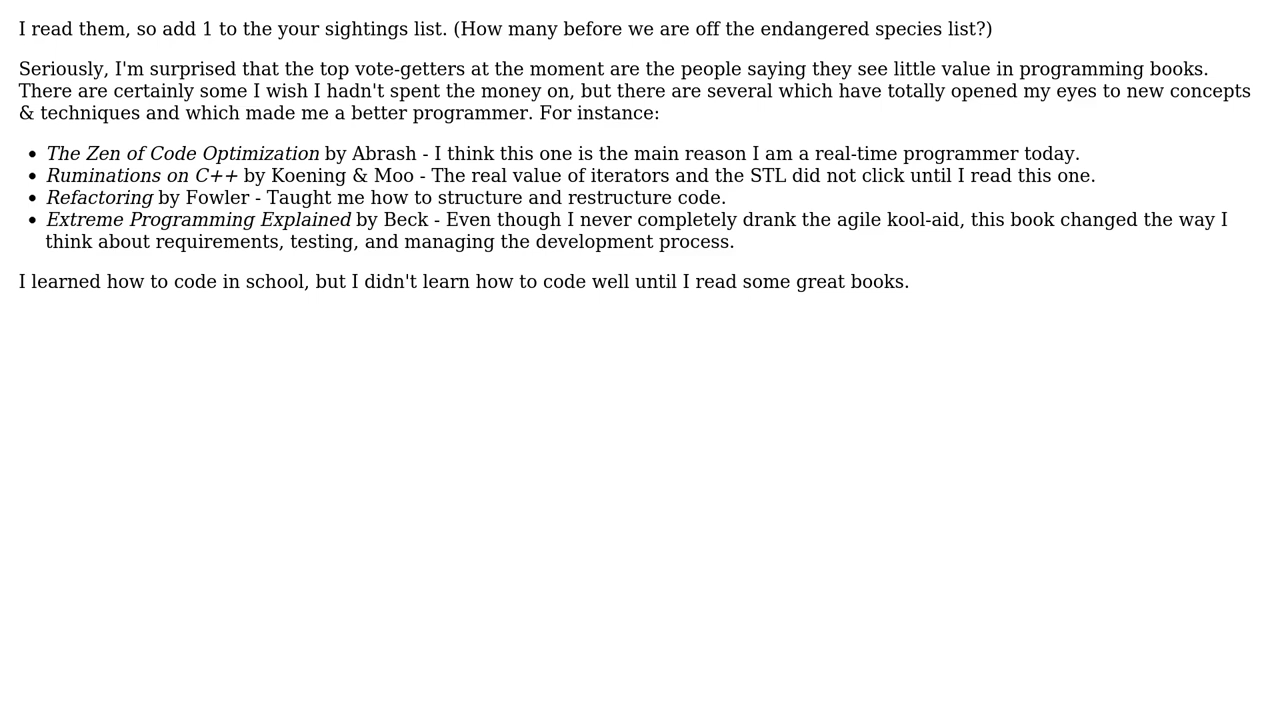 I read them, so add 1 to the your sightings list. (How many before we are off the endangered species list?)
Seriously, I'm surprised that the top vote-getters at the moment are the people saying they see little value in programming books.
There are certainly some I wish I hadn't spent the money on, but there are several which have totally opened my eyes to new concepts
& techniques and which made me a better programmer. For instance:
• The Zen of Code Optimization by Abrash - I think this one is the main reason I am a real-time programmer today.
• Ruminations on C++ by Koening & Moo - The real value of iterators and the STL did not click until I read this one.
• Refactoring by Fowler - Taught me how to structure and restructure code.
• Extreme Programming Explained by Beck - Even though I never completely drank the agile kool-aid, this book changed the way I
think about requirements, testing, and managing the development process.
I learned how to code in school, but I didn't learn how to code well until I read some great books.